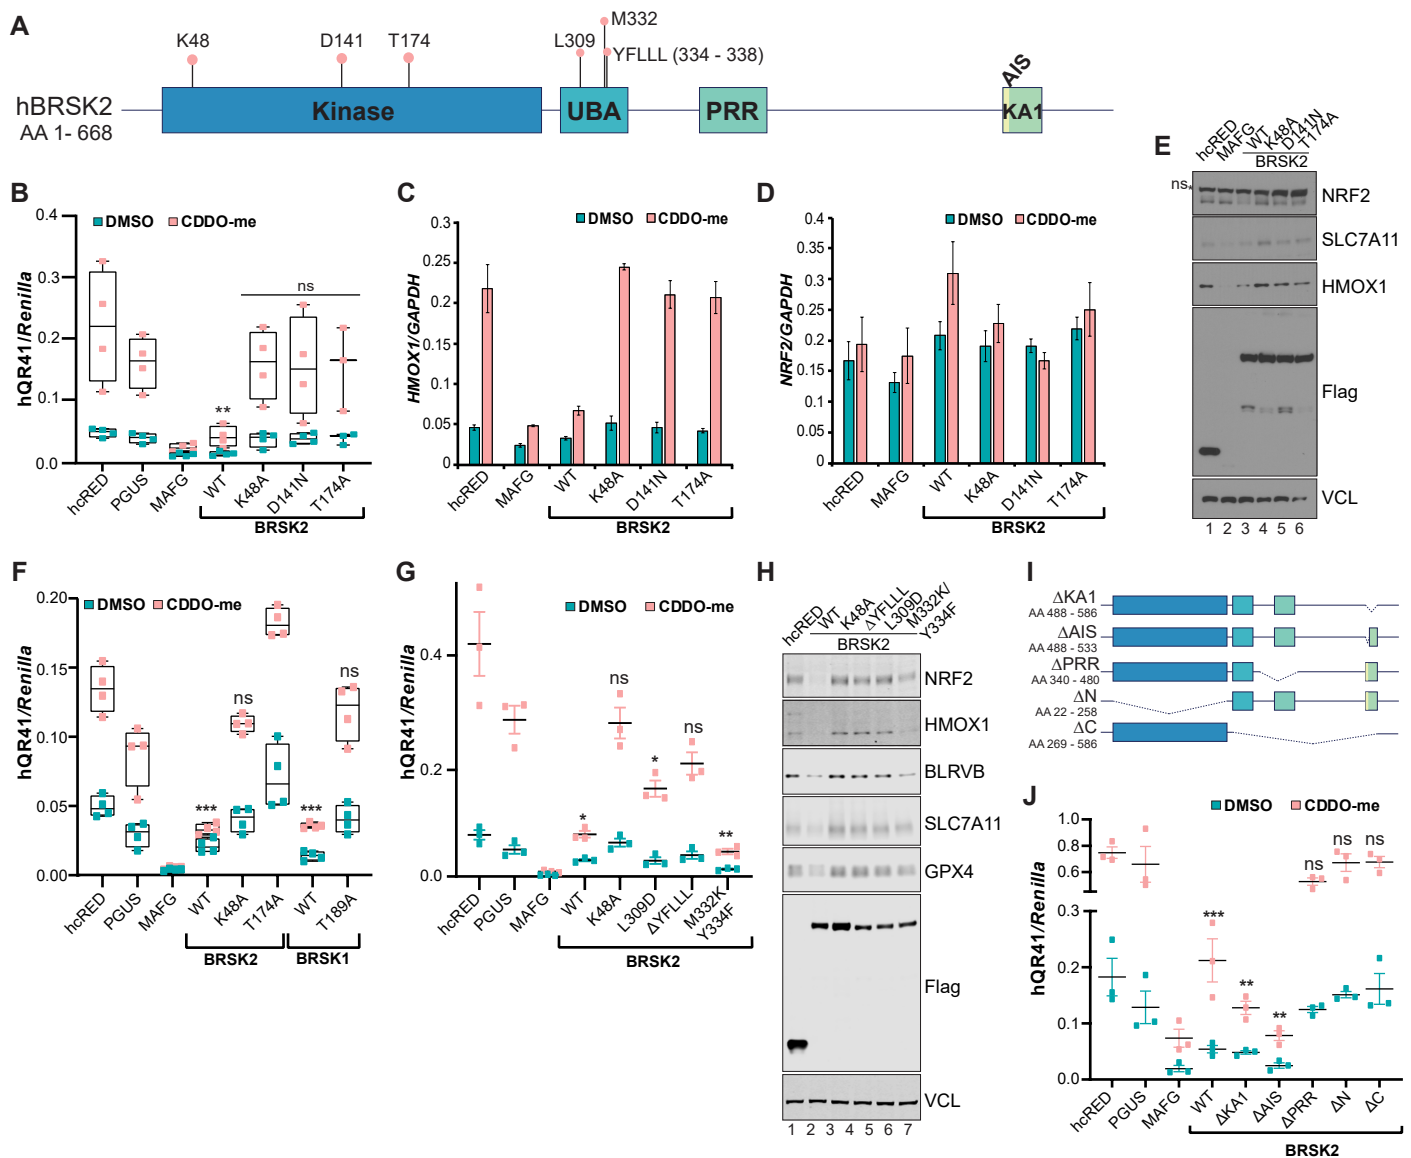 A
K48
D141
T174
L309
M332
YFLLL (334 - 338)
hBRSK2
AA 1- 668
Kinase
UBA
PRR
AIS
KA1
B
DMSO CDDO-me
hQR41/Renilla
0.4
0.3
0.2
0.1
0.0
**
ns
hcRED PGUS MAFG WT K48A D141N T174A
BRSK2
C
DMSO CDDO-me
HMOX1/GAPDH
0.3
0.25
0.2
0.15
0.1
0.05
0
hcRED MAFG WT K48A D141N T174A
BRSK2
D
DMSO CDDO-me
NRF2/GAPDH
0.4
0.35
0.3
0.25
0.2
0.15
0.1
0.05
0
hcRED MAFG WT K48A D141N T174A
BRSK2
E
hcRED MAFG WT K48A D141N T174A
BRSK2
ns*
NRF2
SLC7A11
HMOX1
Flag
VCL
1 2 3 4 5 6
F
DMSO CDDO-me
hQR41/Renilla
0.20
0.15
0.10
0.05
0.00
*** ns *** ns
hcRED PGUS MAFG WT K48A T174A WT T189A
BRSK2 BRSK1
G
DMSO CDDO-me
hQR41/Renilla
0.4
0.2
0.0
* ns * ns **
hcRED PGUS MAFG WT K48A L309D ΔYFLLL M332K
Y334F
BRSK2
H
hcRED WT K48A ΔYFLLL L309D M332K/
Y334F
BRSK2
NRF2
HMOX1
BLRVB
SLC7A11
GPX4
Flag
VCL
1 2 3 4 5 6 7
I
ΔKA1
AA 488 - 586
ΔAIS
AA 488 - 533
ΔPRR
AA 340 - 480
ΔN
AA 22 - 258
ΔC
AA 269 - 586
J
DMSO CDDO-me
hQR41/Renilla
1.0
0.8
0.6
0.3
0.2
0.1
0.0
*** ** ** ns ns ns
hcRED PGUS MAFG WT ΔKA1 ΔAIS ΔPRR ΔN ΔC
BRSK2